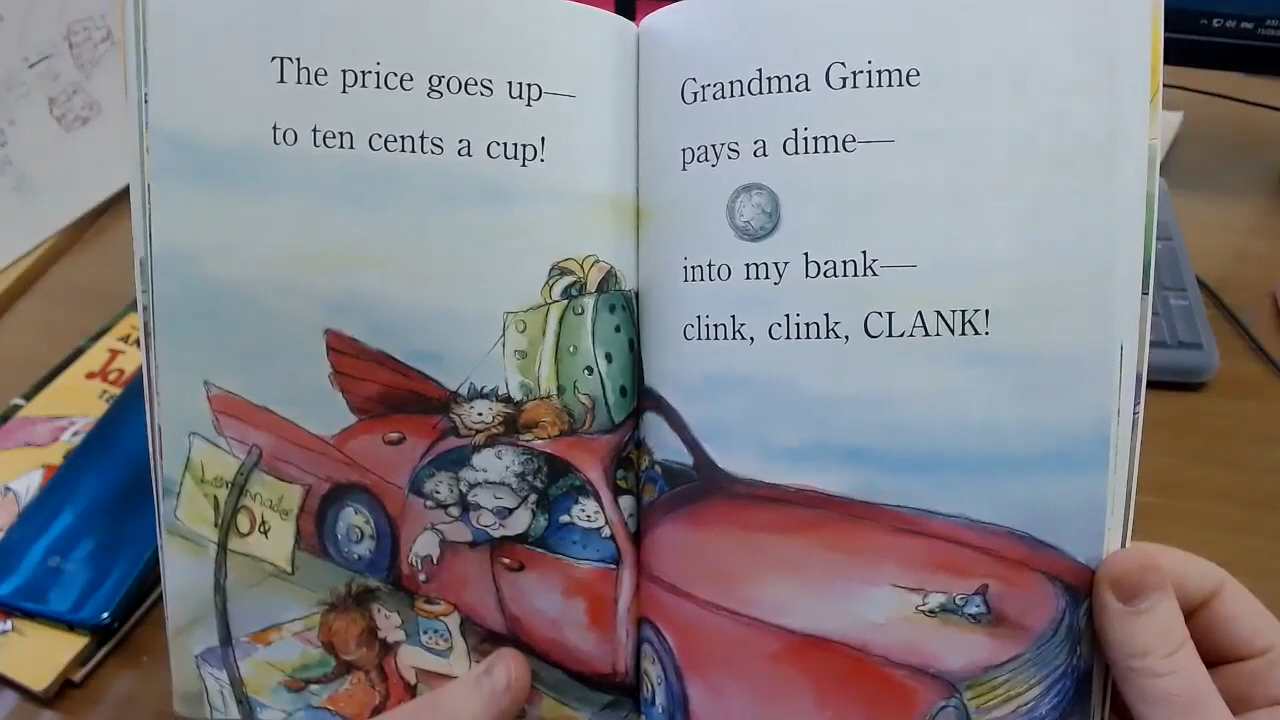 The price goes up—
to ten cents a cup!
Grandma Grime
pays a dime—
into my bank—
clink, clink, CLANK!
10¢